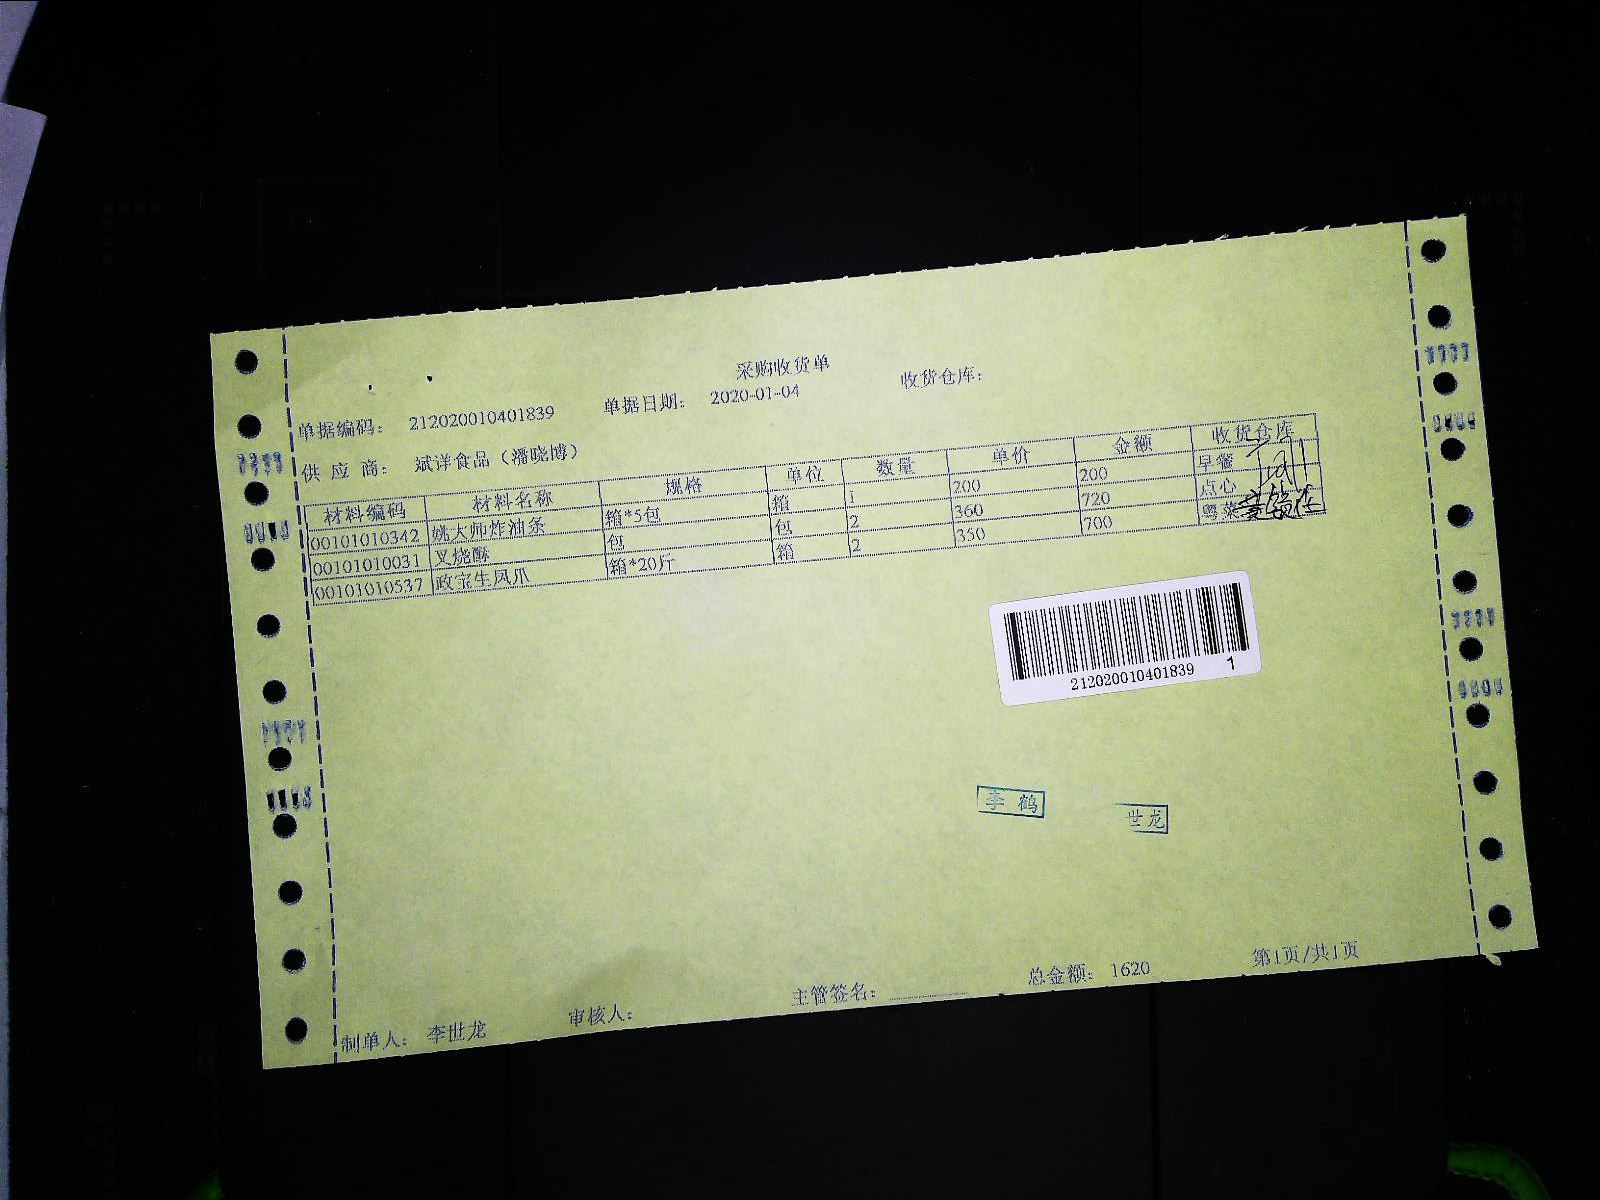 采购收货单
单据编码： 212020010401839 单据日期： 2020-01-04 收货仓库：
供 应 商： 斌洋食品（潘晓博）
材料编码 材料名称 规格 单位 数量 单价 金额 收货仓库
00101010342 姚大师炸油条 箱*5包 箱 1 200 200 早餐
00101010031 叉烧酥 包 包 2 360 720 点心
00101010537 政宝生凤爪 箱*20斤 箱 2 350 700 粤菜
212020010401839 1
李 鹤
世龙
制单人： 李世龙 审核人： 主管签名： 总金额： 1620 第1页/共1页